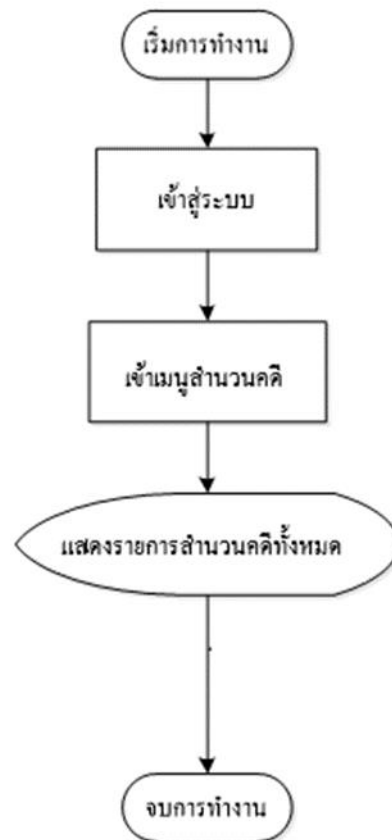 เริ่มการทำงาน
เข้าสู่ระบบ
เข้าเมนูสำนวนคดี
แสดงรายการสำนวนคดีทั้งหมด
จบการทำงาน